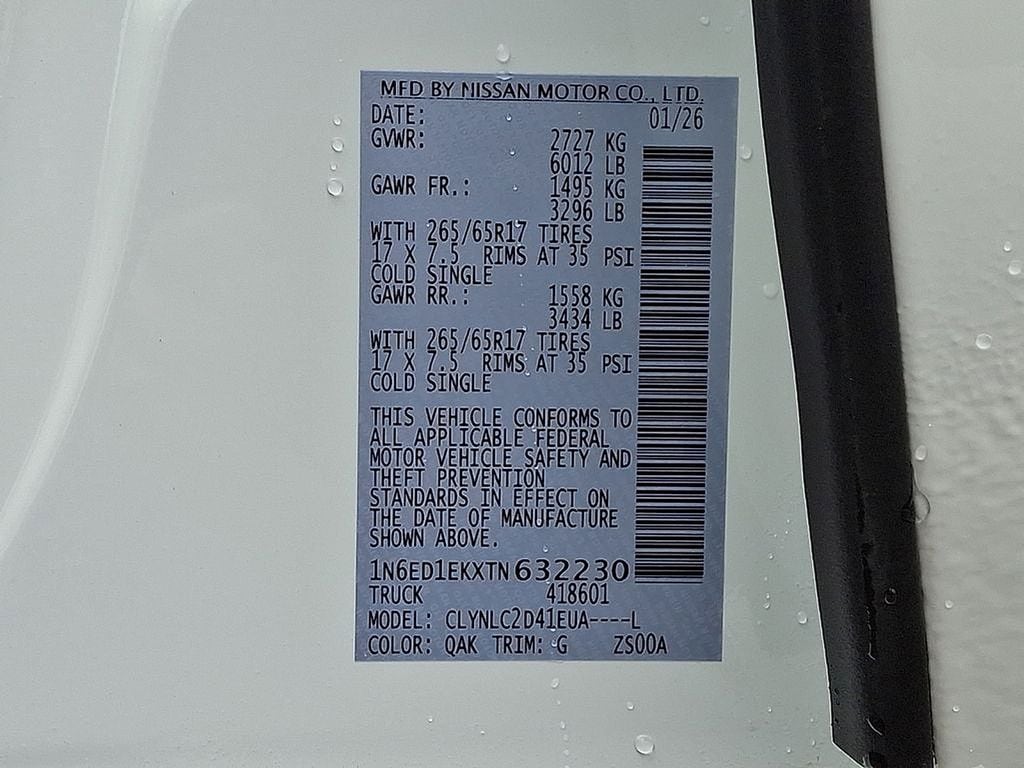 MFD BY NISSAN MOTOR CO., LTD.
DATE: 01/26
GVWR: 2727 KG
6012 LB
GAWR FR.: 1495 KG
3296 LB
WITH 265/65R17 TIRES
17 X 7.5 RIMS AT 35 PSI
COLD SINGLE
GAWR RR.: 1558 KG
3434 LB
WITH 265/65R17 TIRES
17 X 7.5 RIMS AT 35 PSI
COLD SINGLE
THIS VEHICLE CONFORMS TO
ALL APPLICABLE FEDERAL
MOTOR VEHICLE SAFETY AND
THEFT PREVENTION
STANDARDS IN EFFECT ON
THE DATE OF MANUFACTURE
SHOWN ABOVE.
1N6ED1EKXTN632230
TRUCK 418601
MODEL: CLYNLC2D41EUA----L
COLOR: QAK TRIM: G ZS00A